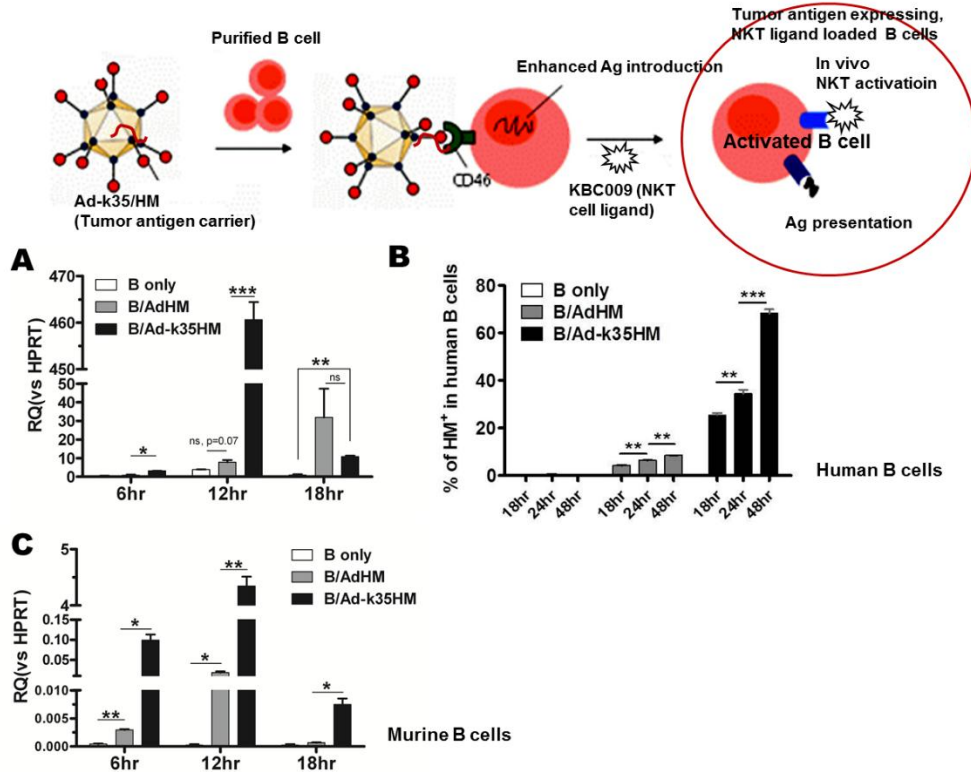 Purified B cell
Ad-k35/HM
(Tumor antigen carrier)
Enhanced Ag introduction
CD46
KBC009 (NKT
cell ligand)
Tumor antigen expressing,
NKT ligand loaded B cells
In vivo
NKT activatioin
Activated B cell
Ag presentation
A
B only
B/AdHM
B/Ad-k35HM
RQ(vs HPRT)
470
460
450
50
40
30
20
10
0
*
ns, p=0.07
***
**
ns
6hr
12hr
18hr
B
B only
B/AdHM
B/Ad-k35HM
% of HM+ in human B cells
80
60
40
20
0
**
**
**
***
18hr
24hr
48hr
18hr
24hr
48hr
18hr
24hr
48hr
Human B cells
C
B only
B/AdHM
B/Ad-k35HM
RQ(vs HPRT)
5
4
0.15
0.10
0.05
0.010
0.005
0.000
**
*
*
**
*
6hr
12hr
18hr
Murine B cells